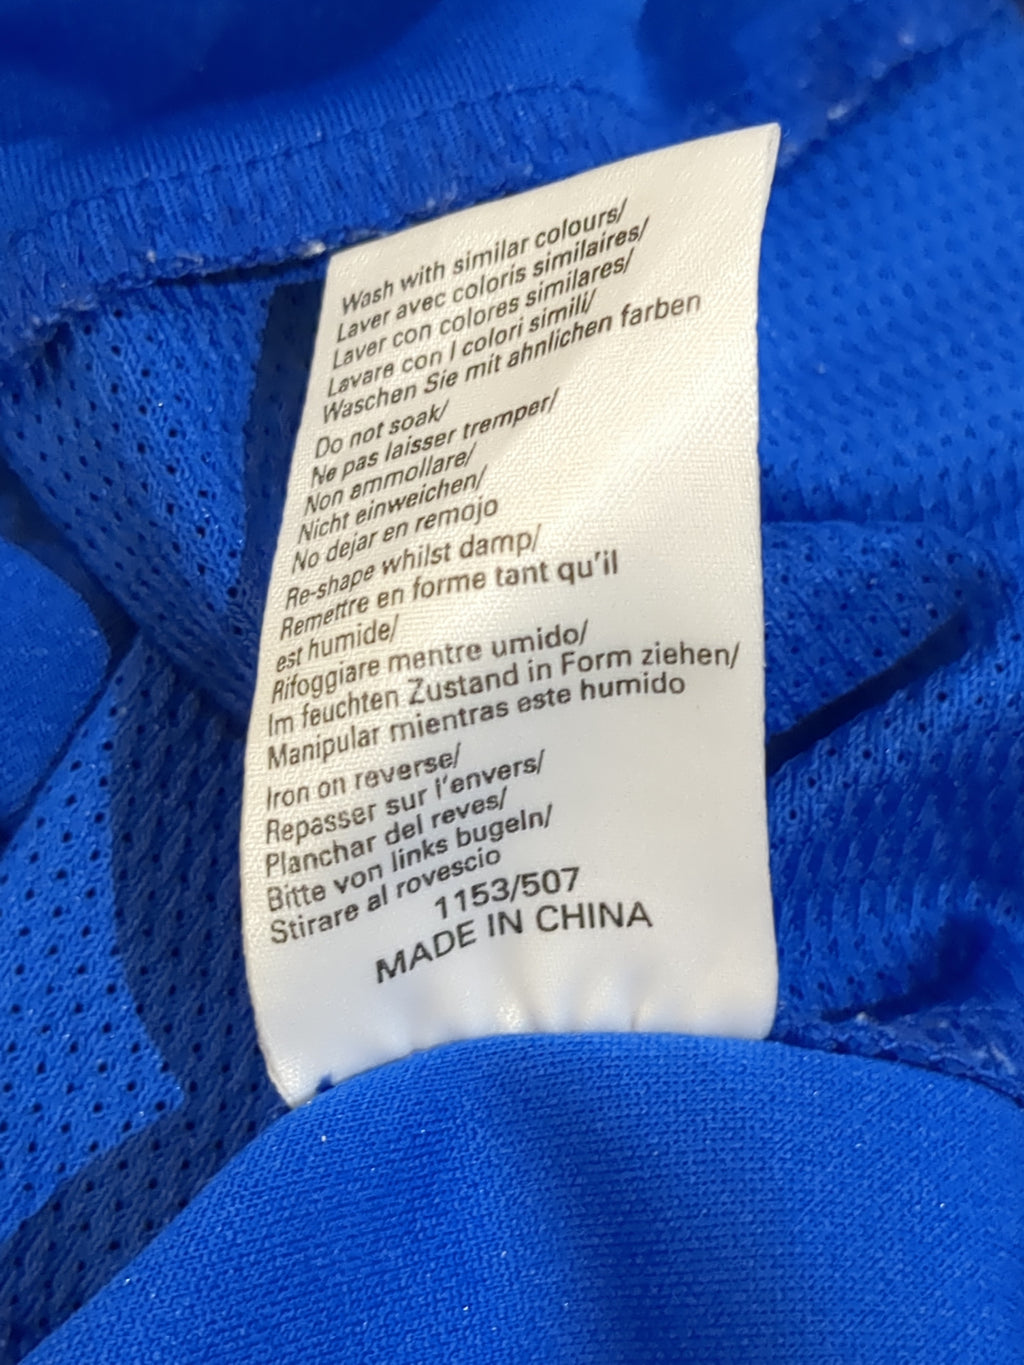 Wash with similar colours/
Laver avec coloris similaires/
Laver con colores similares/
Lavare con I colori simili/
Waschen Sie mit ahnlichen farben
Do not soak/
Ne pas laisser tremper/
Non ammollare/
Nicht einweichen/
No dejar en remojo
Re-shape whilst damp/
Remettre en forme tant qu'il
est humide/
Rifoggiare mentre umido/
Im feuchten Zustand in Form ziehen/
Manipular mientras este humido
Iron on reverse/
Repasser sur l'envers/
Planchar del reves/
Bitte von links bugeln/
Stirare al rovescio
1153/507
MADE IN CHINA